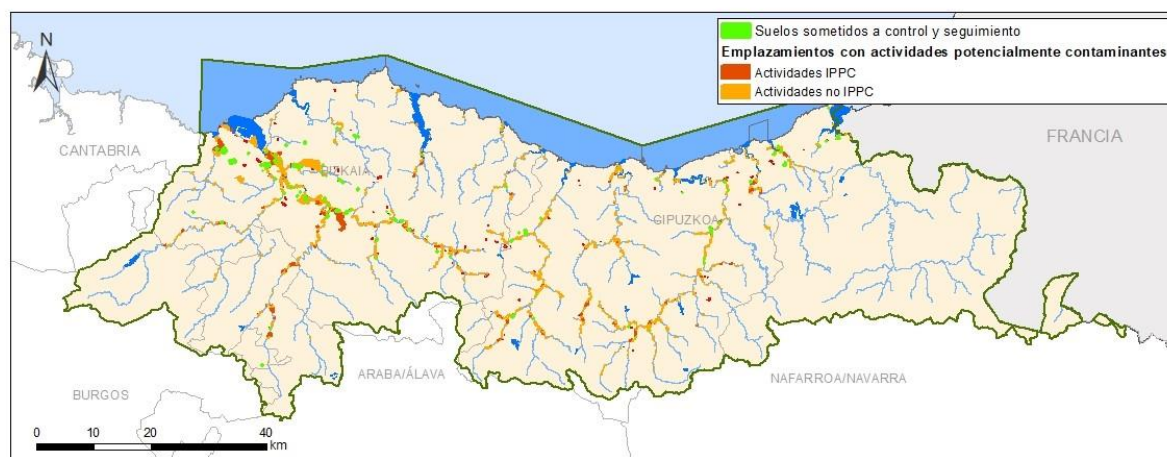 Suelos sometidos a control y seguimiento
Emplazamientos con actividades potencialmente contaminantes
Actividades IPPC
Actividades no IPPC
N
CANTABRIA
BIZKAIA
GIPUZKOA
FRANCIA
ARABA/ÁLAVA
NAFARROA/NAVARRA
BURGOS
0 10 20 40
km